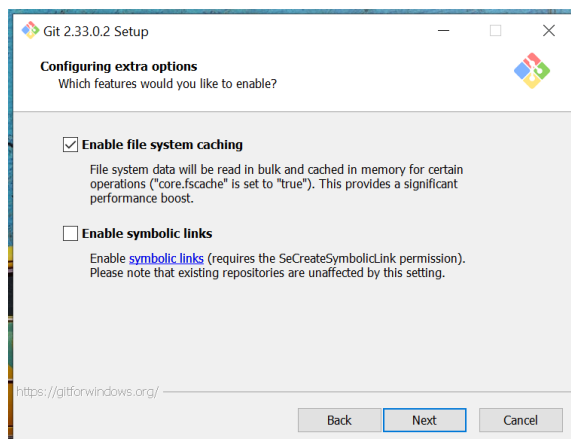 Git 2.33.0.2 Setup
Configuring extra options
Which features would you like to enable?
Enable file system caching
File system data will be read in bulk and cached in memory for certain
operations ("core.fscache" is set to "true"). This provides a significant
performance boost.
Enable symbolic links
Enable symbolic links (requires the SeCreateSymbolicLink permission).
Please note that existing repositories are unaffected by this setting.
https://gitforwindows.org/
Back Next Cancel